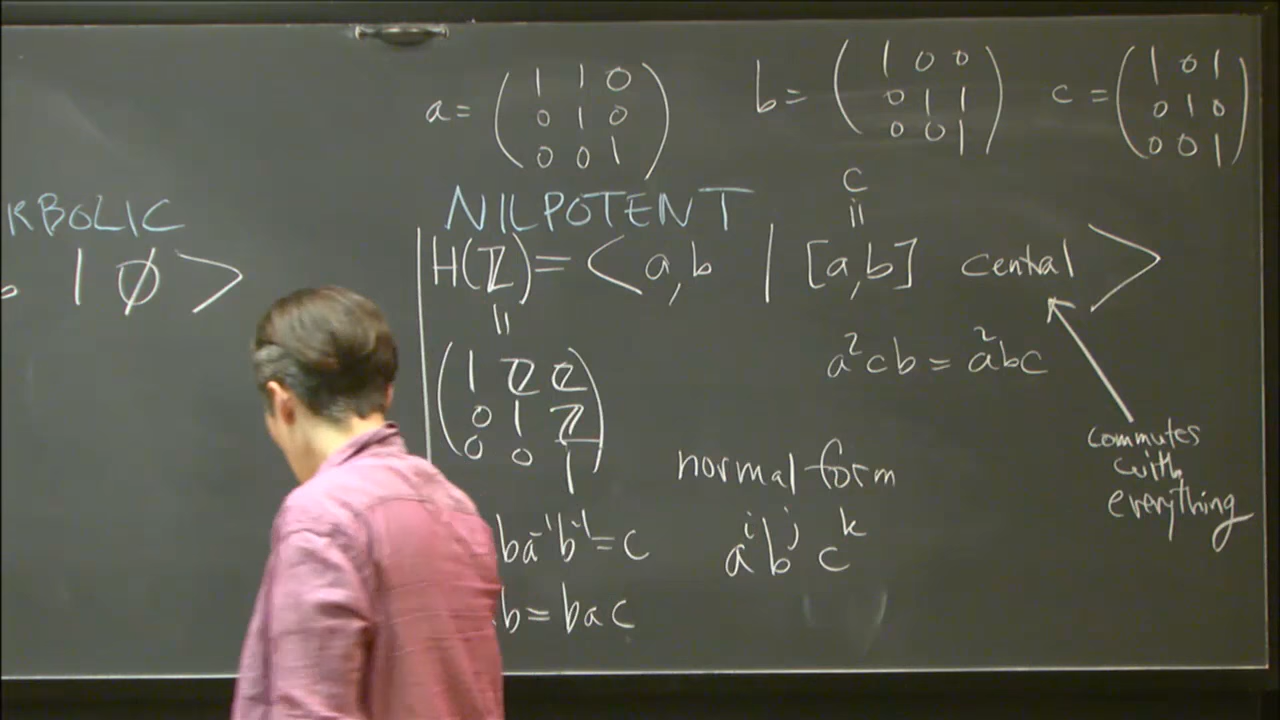 a = ( 1 1 0
0 1 0
0 0 1 )
b = ( 1 0 0
0 1 1
0 0 1 )
c = ( 1 0 1
0 1 0
0 0 1 )
RBOLIC
| ∅ >
NILPOTENT
c
=
H(ℤ) = < a, b | [a,b] central >
=
( 1 ℤ ℤ
0 1 ℤ
0 0 1 )
a²cb = a²bc
commutes
with
everything
normal form
aⁱ bʲ cᵏ
ba⁻¹b⁻¹ = c
b = bac